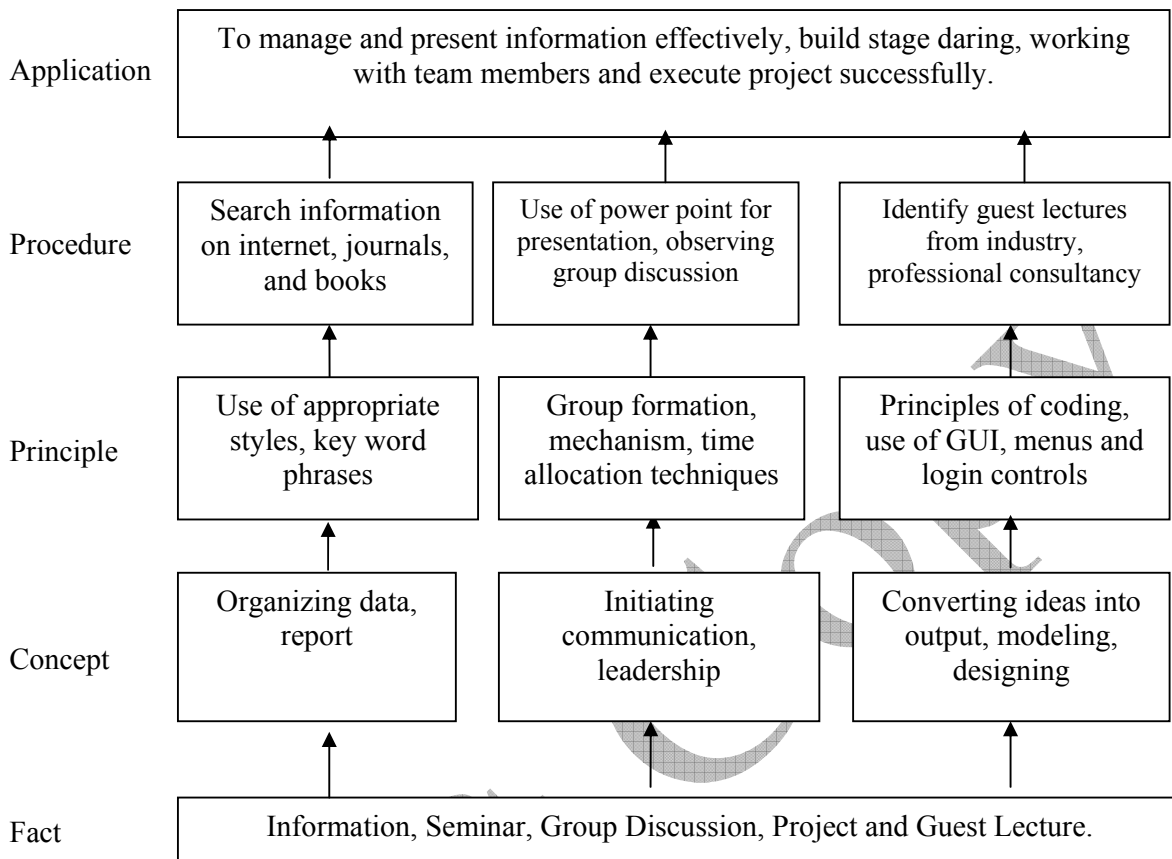 Application
To manage and present information effectively, build stage daring, working
with team members and execute project successfully.
Procedure
Search information
on internet, journals,
and books
Use of power point for
presentation, observing
group discussion
Identify guest lectures
from industry,
professional consultancy
Principle
Use of appropriate
styles, key word
phrases
Group formation,
mechanism, time
allocation techniques
Principles of coding,
use of GUI, menus and
login controls
Concept
Organizing data,
report
Initiating
communication,
leadership
Converting ideas into
output, modeling,
designing
Fact
Information, Seminar, Group Discussion, Project and Guest Lecture.